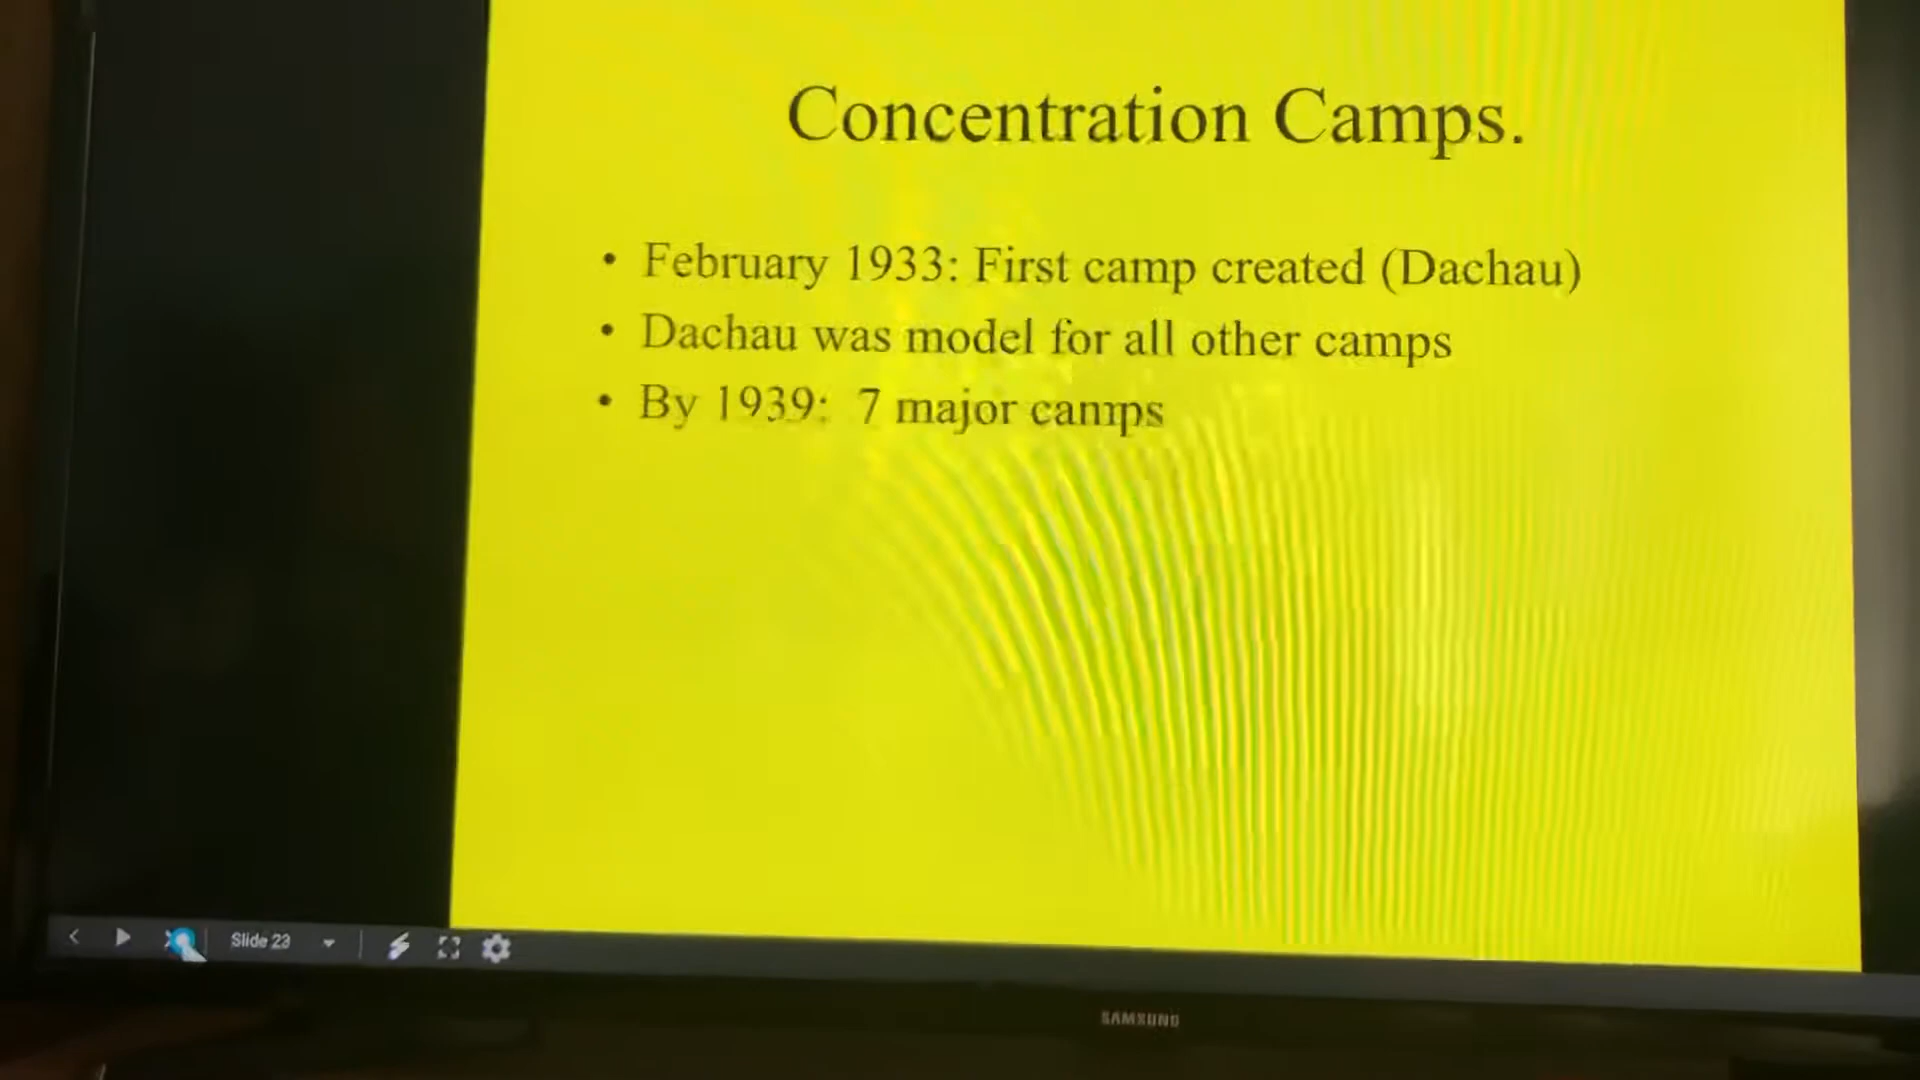 Concentration Camps.
• February 1933: First camp created (Dachau)
• Dachau was model for all other camps
• By 1939: 7 major camps
Slide 23
SAMSUNG